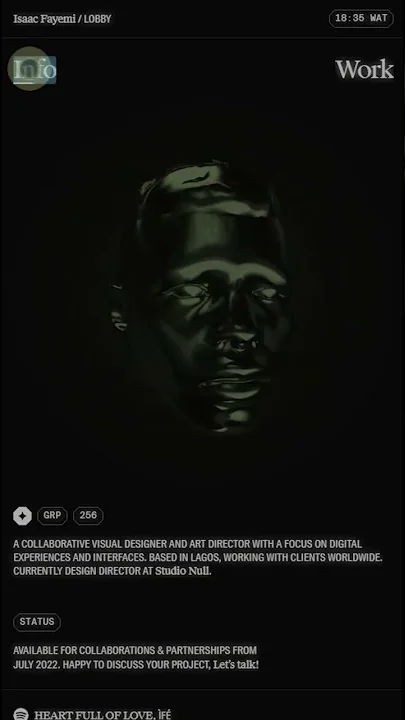 Isaac Fayemi / LOBBY
18:35 WAT
Info
Work
GRP
256
A COLLABORATIVE VISUAL DESIGNER AND ART DIRECTOR WITH A FOCUS ON DIGITAL
EXPERIENCES AND INTERFACES. BASED IN LAGOS, WORKING WITH CLIENTS WORLDWIDE.
CURRENTLY DESIGN DIRECTOR AT Studio Null.
STATUS
AVAILABLE FOR COLLABORATIONS & PARTNERSHIPS FROM
JULY 2022. HAPPY TO DISCUSS YOUR PROJECT, Let's talk!
HEART FULL OF LOVE, ÌFÉ